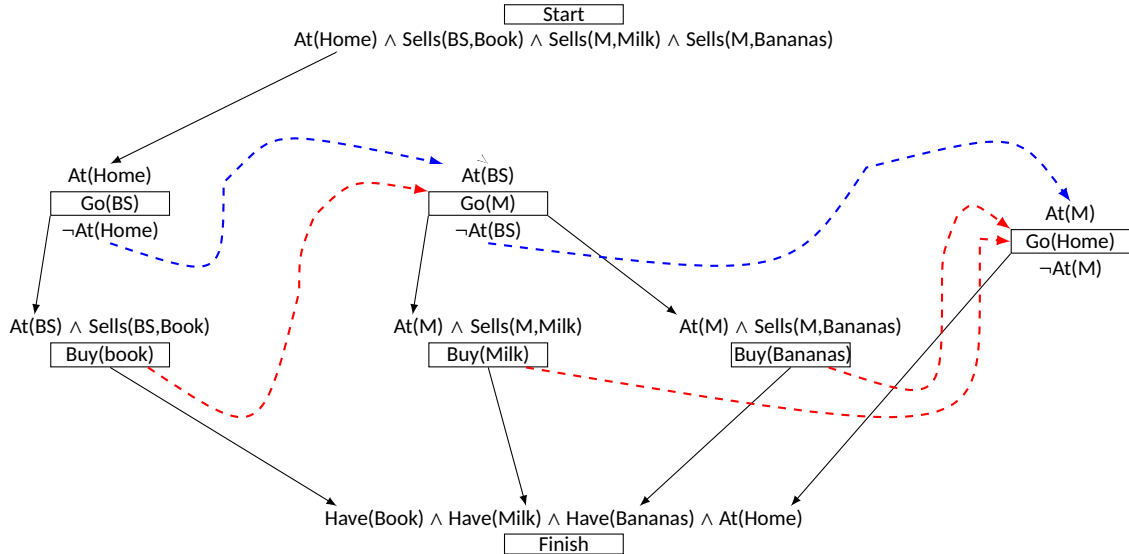 Start
At(Home) ∧ Sells(BS,Book) ∧ Sells(M,Milk) ∧ Sells(M,Bananas)
At(Home)
Go(BS)
¬At(Home)
At(BS)
Go(M)
¬At(BS)
At(M)
Go(Home)
¬At(M)
At(BS) ∧ Sells(BS,Book)
Buy(book)
At(M) ∧ Sells(M,Milk)
Buy(Milk)
At(M) ∧ Sells(M,Bananas)
Buy(Bananas)
Have(Book) ∧ Have(Milk) ∧ Have(Bananas) ∧ At(Home)
Finish